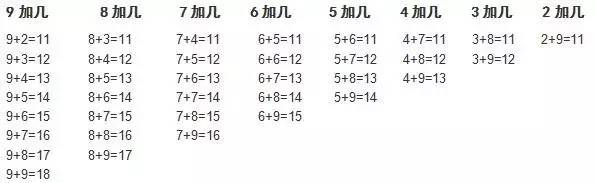 9 加几 8 加几 7 加几 6 加几 5 加几 4 加几 3 加几 2 加几
9+2=11 8+3=11 7+4=11 6+5=11 5+6=11 4+7=11 3+8=11 2+9=11
9+3=12 8+4=12 7+5=12 6+6=12 5+7=12 4+8=12 3+9=12
9+4=13 8+5=13 7+6=13 6+7=13 5+8=13 4+9=13
9+5=14 8+6=14 7+7=14 6+8=14 5+9=14
9+6=15 8+7=15 7+8=15 6+9=15
9+7=16 8+8=16 7+9=16
9+8=17 8+9=17
9+9=18